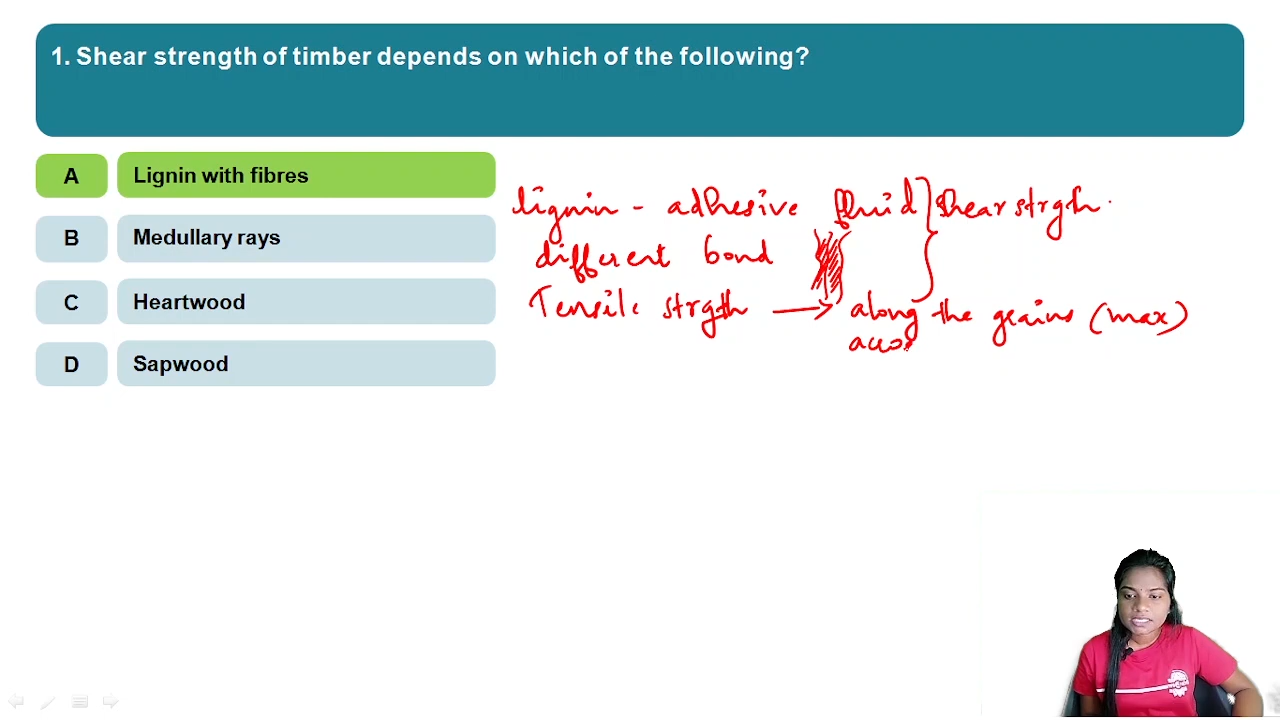 1. Shear strength of timber depends on which of the following?
A Lignin with fibres
B Medullary rays
C Heartwood
D Sapwood
lignin - adhesive fluid } shear strgth.
different bond
Tensile strgth → along the grains (max)
acco